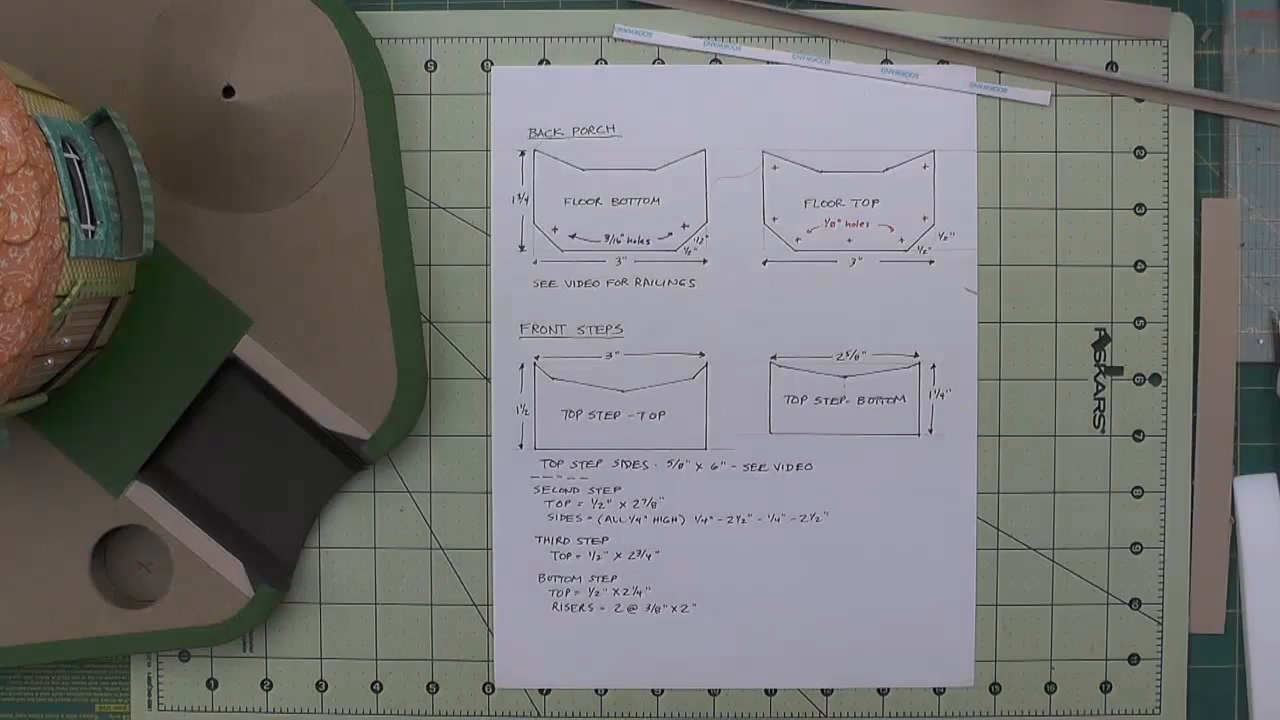 BACK PORCH
1 3/4
FLOOR BOTTOM
3/16" holes
1/2"
1/2"
3"
FLOOR TOP
1/8" holes
1/2"
1/2"
3"
SEE VIDEO FOR RAILINGS
FRONT STEPS
3"
1 1/2
TOP STEP - TOP
2 5/8"
TOP STEP - BOTTOM
1 1/4"
TOP STEP SIDES - 5/8" X 6" - SEE VIDEO
SECOND STEP
TOP = 1/2" X 2 7/8"
SIDES = (ALL 1/4" HIGH) 1/4" - 2 1/2" - 1/4" - 2 1/2"
THIRD STEP
TOP = 1/2" X 2 3/4"
BOTTOM STEP
TOP = 1/2" X 2 1/4"
RISERS = 2 @ 3/8" X 2"
FISKARS